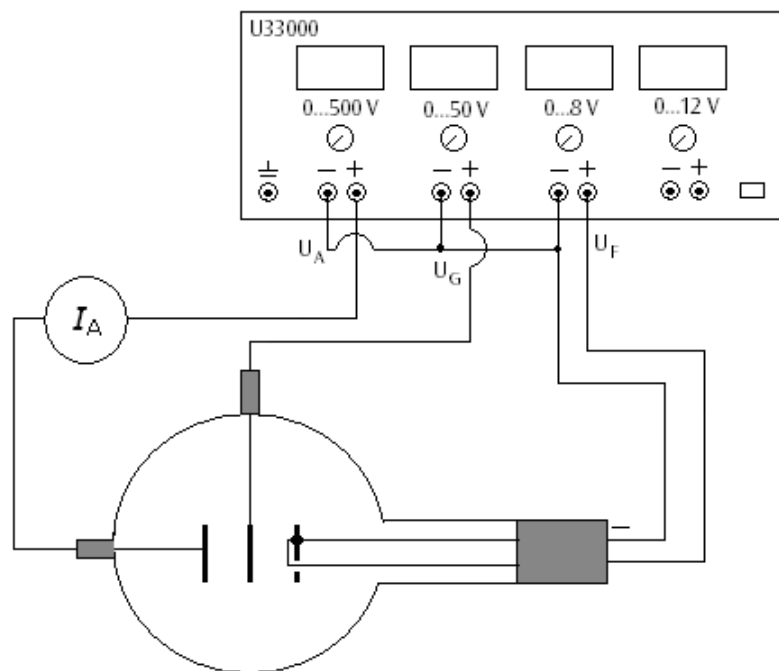 U33000
0...500 V 0...50 V 0...8 V 0...12 V
− + − + − + − +
U_A U_G U_F
I_A
−